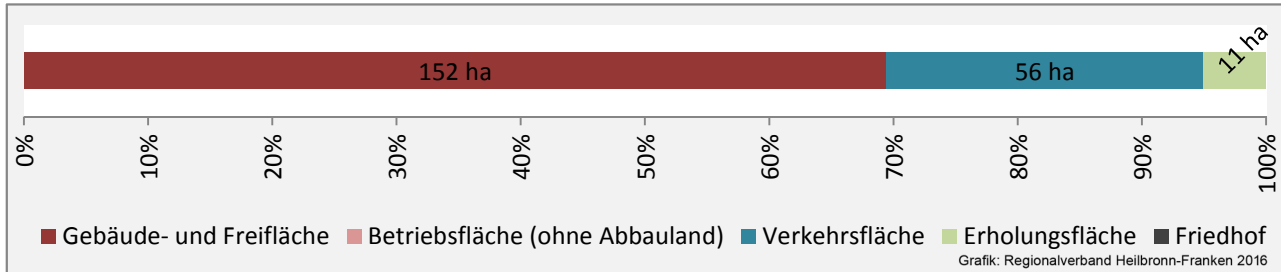 152 ha 56 ha 11 ha
0% 10% 20% 30% 40% 50% 60% 70% 80% 90% 100%
Gebäude- und Freifläche Betriebsfläche (ohne Abbauland) Verkehrsfläche Erholungsfläche Friedhof
Grafik: Regionalverband Heilbronn-Franken 2016